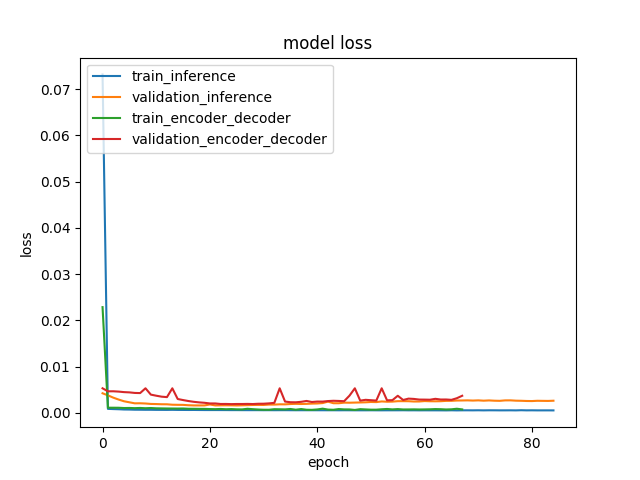 model loss
train_inference
validation_inference
train_encoder_decoder
validation_encoder_decoder
0.07
0.06
0.05
0.04
0.03
0.02
0.01
0.00
loss
0 20 40 60 80
epoch